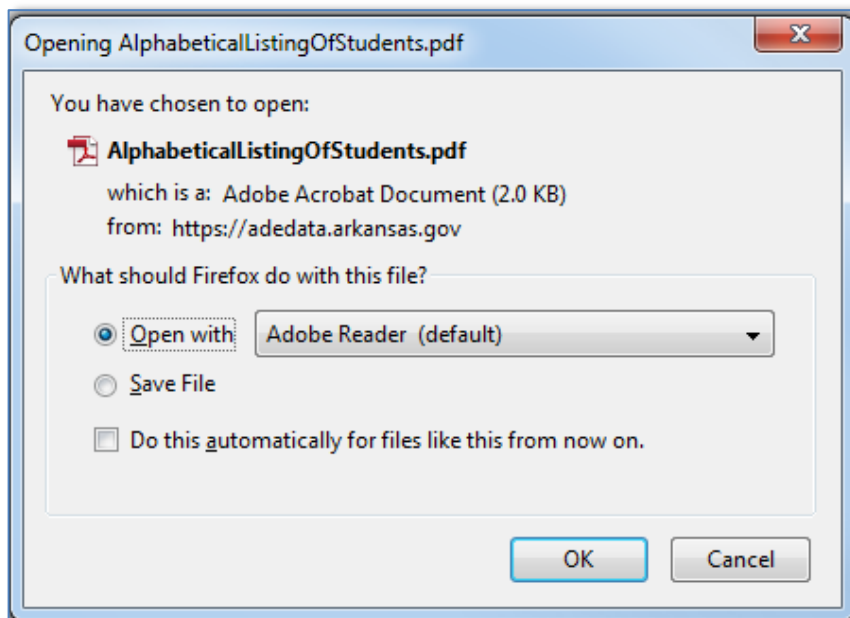 Opening AlphabeticalListingOfStudents.pdf
You have chosen to open:
AlphabeticalListingOfStudents.pdf
which is a: Adobe Acrobat Document (2.0 KB)
from: https://adedata.arkansas.gov
What should Firefox do with this file?
Open with Adobe Reader (default)
Save File
Do this automatically for files like this from now on.
OK Cancel